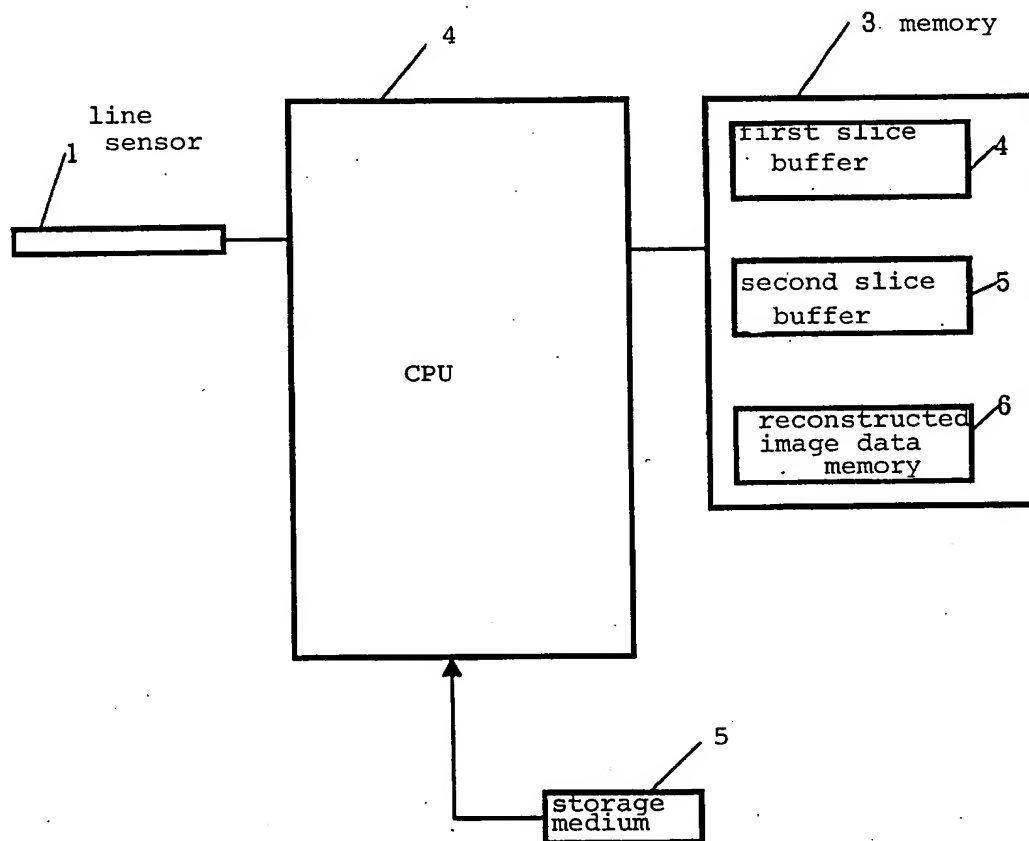 4
3 memory
line
sensor
1
first slice
buffer
4
second slice
buffer
5
CPU
reconstructed
image data
memory
6
5
storage
medium